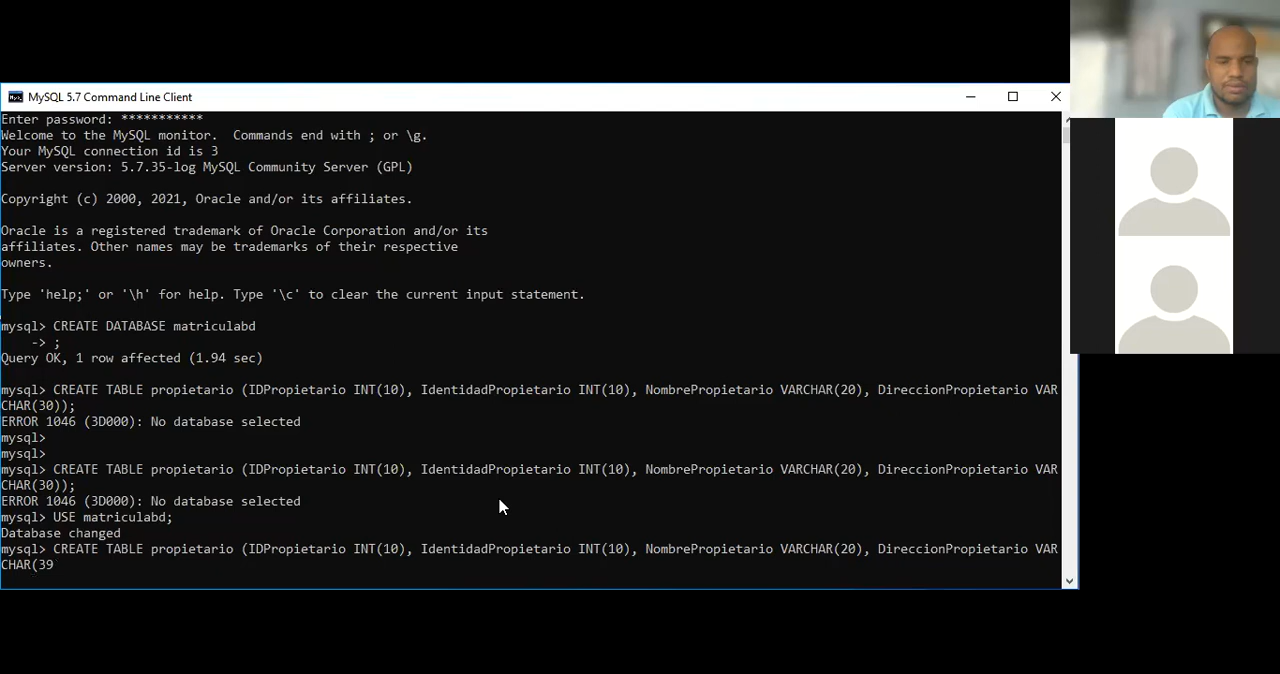 MySQL 5.7 Command Line Client
Enter password: ***********
Welcome to the MySQL monitor.  Commands end with ; or \g.
Your MySQL connection id is 3
Server version: 5.7.35-log MySQL Community Server (GPL)
Copyright (c) 2000, 2021, Oracle and/or its affiliates.
Oracle is a registered trademark of Oracle Corporation and/or its
affiliates. Other names may be trademarks of their respective
owners.
Type 'help;' or '\h' for help. Type '\c' to clear the current input statement.
mysql> CREATE DATABASE matriculabd
    -> ;
Query OK, 1 row affected (1.94 sec)
mysql> CREATE TABLE propietario (IDPropietario INT(10), IdentidadPropietario INT(10), NombrePropietario VARCHAR(20), DireccionPropietario VAR
CHAR(30));
ERROR 1046 (3D000): No database selected
mysql>
mysql>
mysql> CREATE TABLE propietario (IDPropietario INT(10), IdentidadPropietario INT(10), NombrePropietario VARCHAR(20), DireccionPropietario VAR
CHAR(30));
ERROR 1046 (3D000): No database selected
mysql> USE matriculabd;
Database changed
mysql> CREATE TABLE propietario (IDPropietario INT(10), IdentidadPropietario INT(10), NombrePropietario VARCHAR(20), DireccionPropietario VAR
CHAR(39